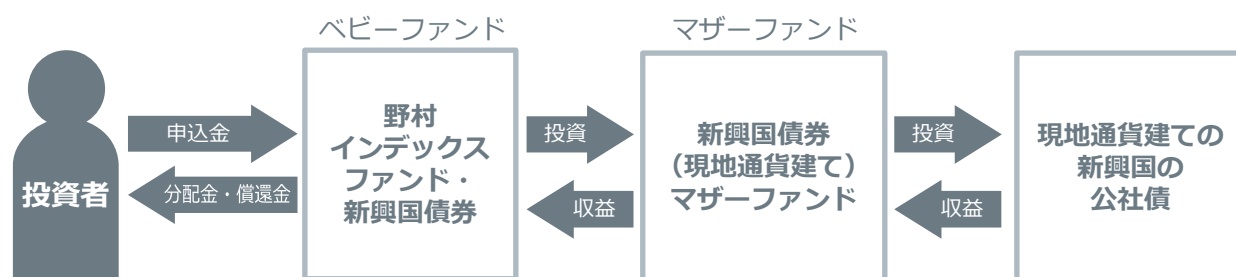 ベビーファンド
マザーファンド
投資者
申込金
分配金・償還金
野村
インデックス
ファンド・
新興国債券
投資
収益
新興国債券
（現地通貨建て）
マザーファンド
投資
収益
現地通貨建ての
新興国の
公社債